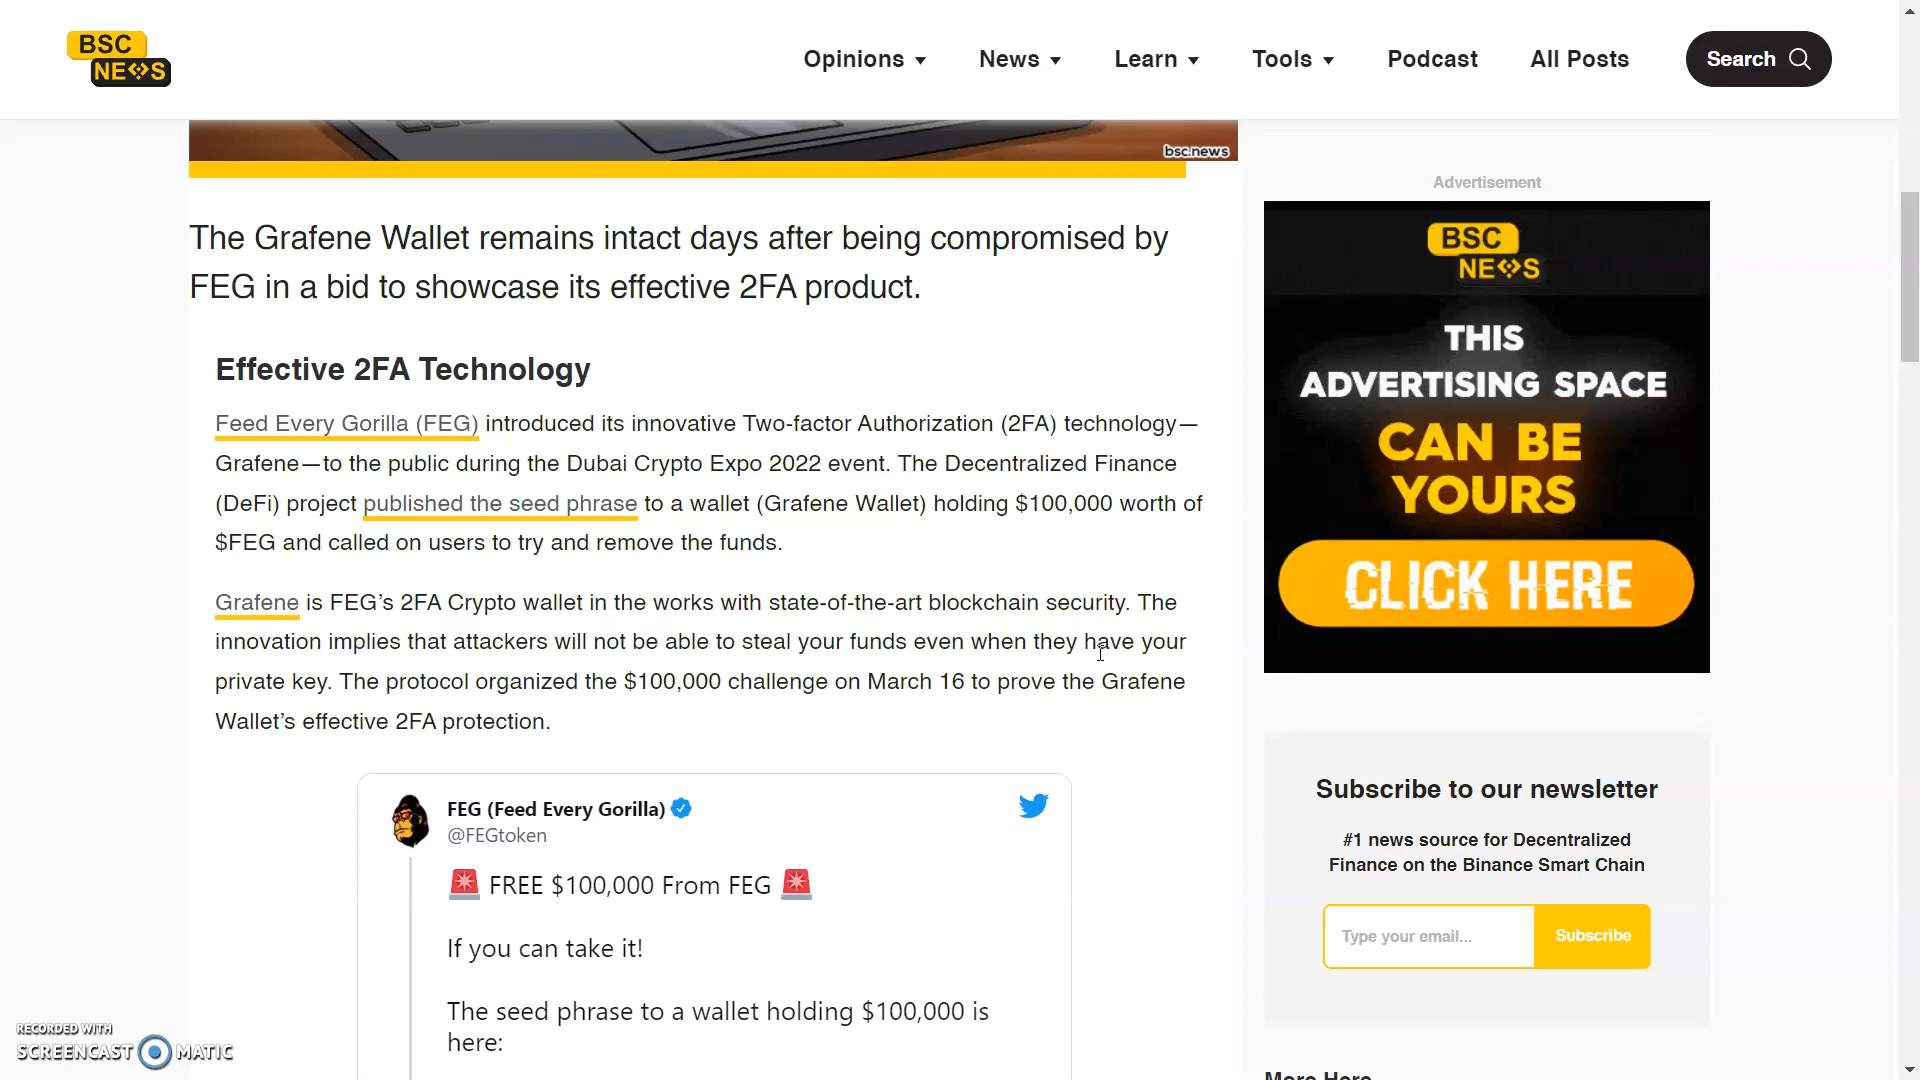 BSC
NEWS
Opinions
News
Learn
Tools
Podcast
All Posts
Search
bsc.news
The Grafene Wallet remains intact days after being compromised by
FEG in a bid to showcase its effective 2FA product.
Effective 2FA Technology
Feed Every Gorilla (FEG) introduced its innovative Two-factor Authorization (2FA) technology—
Grafene—to the public during the Dubai Crypto Expo 2022 event. The Decentralized Finance
(DeFi) project published the seed phrase to a wallet (Grafene Wallet) holding $100,000 worth of
$FEG and called on users to try and remove the funds.
Grafene is FEG’s 2FA Crypto wallet in the works with state-of-the-art blockchain security. The
innovation implies that attackers will not be able to steal your funds even when they have your
private key. The protocol organized the $100,000 challenge on March 16 to prove the Grafene
Wallet’s effective 2FA protection.
FEG (Feed Every Gorilla)
@FEGtoken
🚨 FREE $100,000 From FEG 🚨
If you can take it!
The seed phrase to a wallet holding $100,000 is
here:
Advertisement
BSC
NEWS
THIS
ADVERTISING SPACE
CAN BE
YOURS
CLICK HERE
Subscribe to our newsletter
#1 news source for Decentralized
Finance on the Binance Smart Chain
Type your email...
Subscribe
More Here
RECORDED WITH
SCREENCAST MATIC